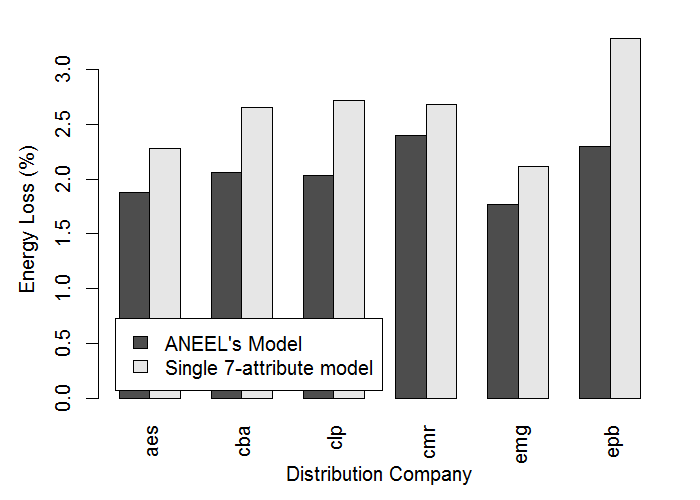 Energy Loss (%)
3.0
2.5
2.0
1.5
1.0
0.5
0.0
ANEEL's Model
Single 7-attribute model
aes
cba
clp
cmr
emg
epb
Distribution Company